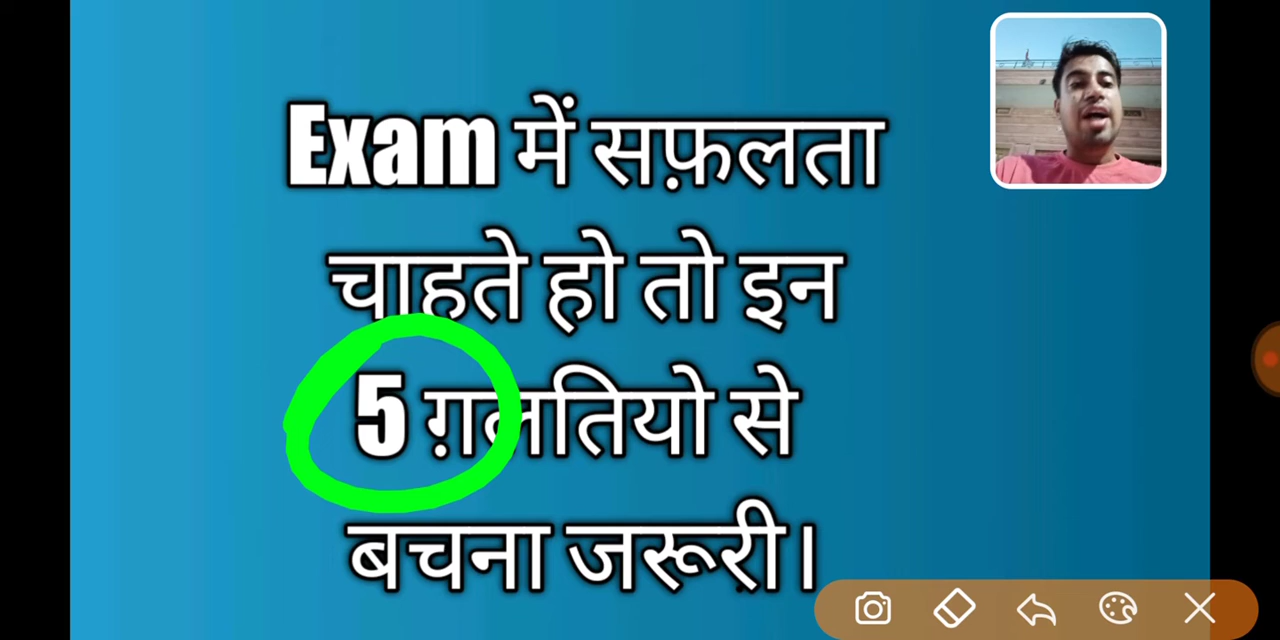 Exam में सफ़लता
चाहते हो तो इन
5 ग़लतियो से
बचना जरूरी।